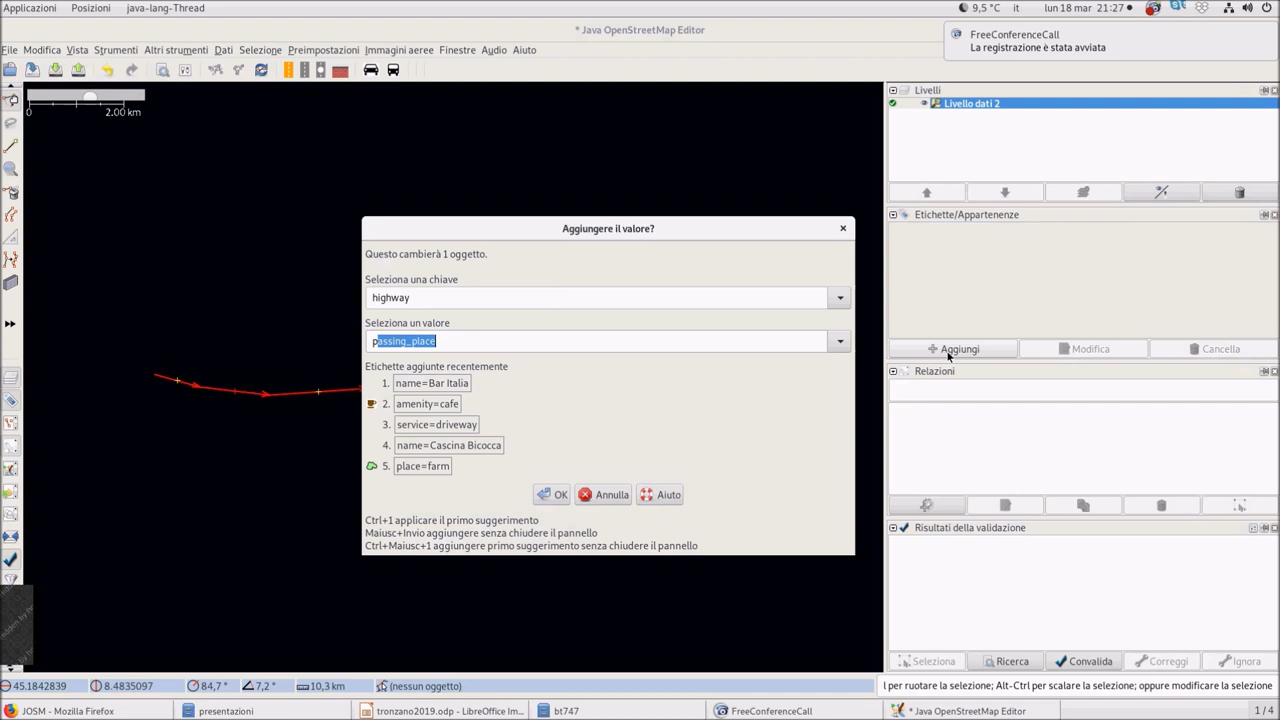 Applicazioni Posizioni java-lang-Thread 9,5 °C it lun 18 mar 21:27
* Java OpenStreetMap Editor
FreeConferenceCall
La registrazione è stata avviata
File Modifica Vista Strumenti Altri strumenti Dati Selezione Preimpostazioni Immagini aeree Finestre Audio Aiuto
0 2.00 km
Livelli
Livello dati 2
Etichette/Appartenenze
Aggiungi Modifica Cancella
Relazioni
Risultati della validazione
Seleziona Ricerca Convalida Correggi Ignora
Aggiungere il valore?
Questo cambierà 1 oggetto.
Seleziona una chiave
highway
Seleziona un valore
passing_place
Etichette aggiunte recentemente
1. name=Bar Italia
2. amenity=cafe
3. service=driveway
4. name=Cascina Bicocca
5. place=farm
OK Annulla Aiuto
Ctrl+1 applicare il primo suggerimento
Maiusc+Invio aggiungere senza chiudere il pannello
Ctrl+Maiusc+1 aggiungere primo suggerimento senza chiudere il pannello
45.1842839 8.4835097 84,7° 7,2° 10,3 km (nessun oggetto) l per ruotare la selezione; Alt-Ctrl per scalare la selezione; oppure modificare la selezione
JOSM - Mozilla Firefox presentazioni tronzano2019.odp - LibreOffice Im... bt747 FreeConferenceCall * Java OpenStreetMap Editor 1 / 4